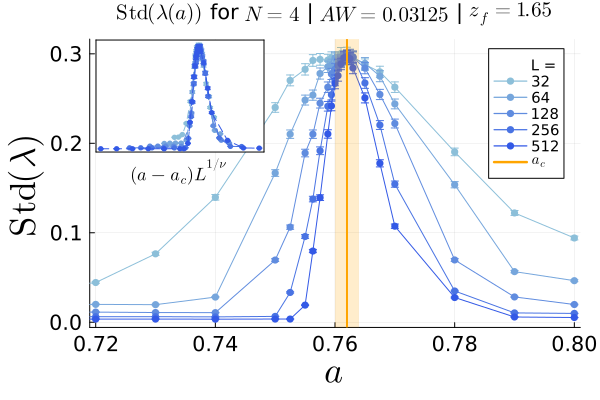 Std(λ(a)) for N = 4 | AW = 0.03125 | z_f = 1.65
Std(λ)
0.3
0.2
0.1
0.0
(a − a_c)L^{1/ν}
L =
32
64
128
256
512
a_c
0.72
0.74
0.76
0.78
0.80
a